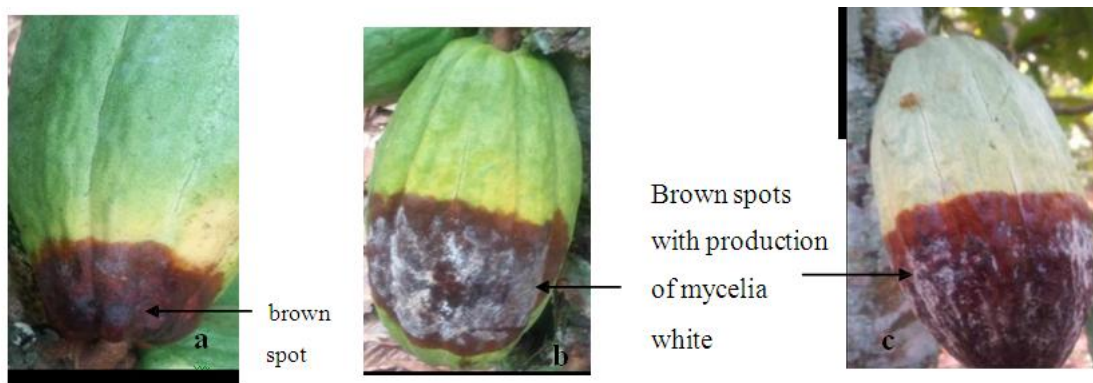 a
brown
spot
b
Brown spots
with production
of mycelia
white
c